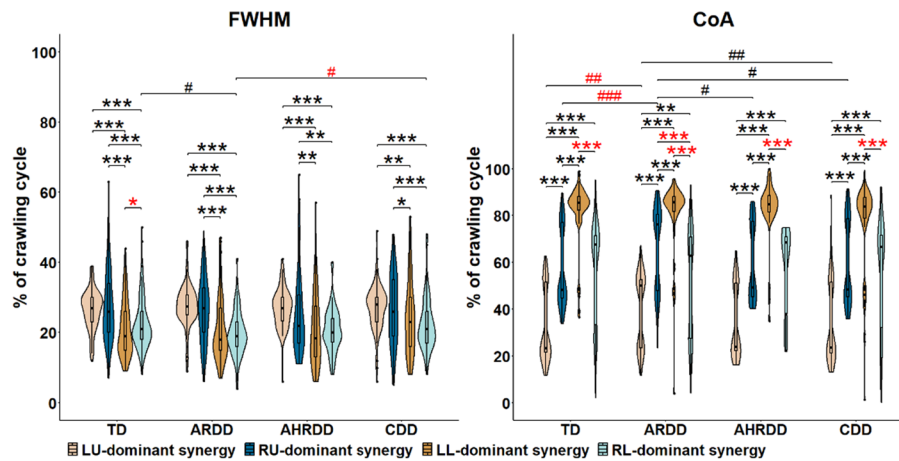 FWHM
CoA
% of crawling cycle
100
80
60
40
20
0
# #
*** *** *** *** *
*** *** *** ***
*** *** *** ** **
*** *** ** *** *
TD ARDD AHRDD CDD
% of crawling cycle
100
80
60
40
20
0
## ## # ### #
*** *** *** *** ***
** *** *** *** *** ***
*** *** *** *** ***
*** *** *** *** ***
TD ARDD AHRDD CDD
LU-dominant synergy RU-dominant synergy LL-dominant synergy RL-dominant synergy